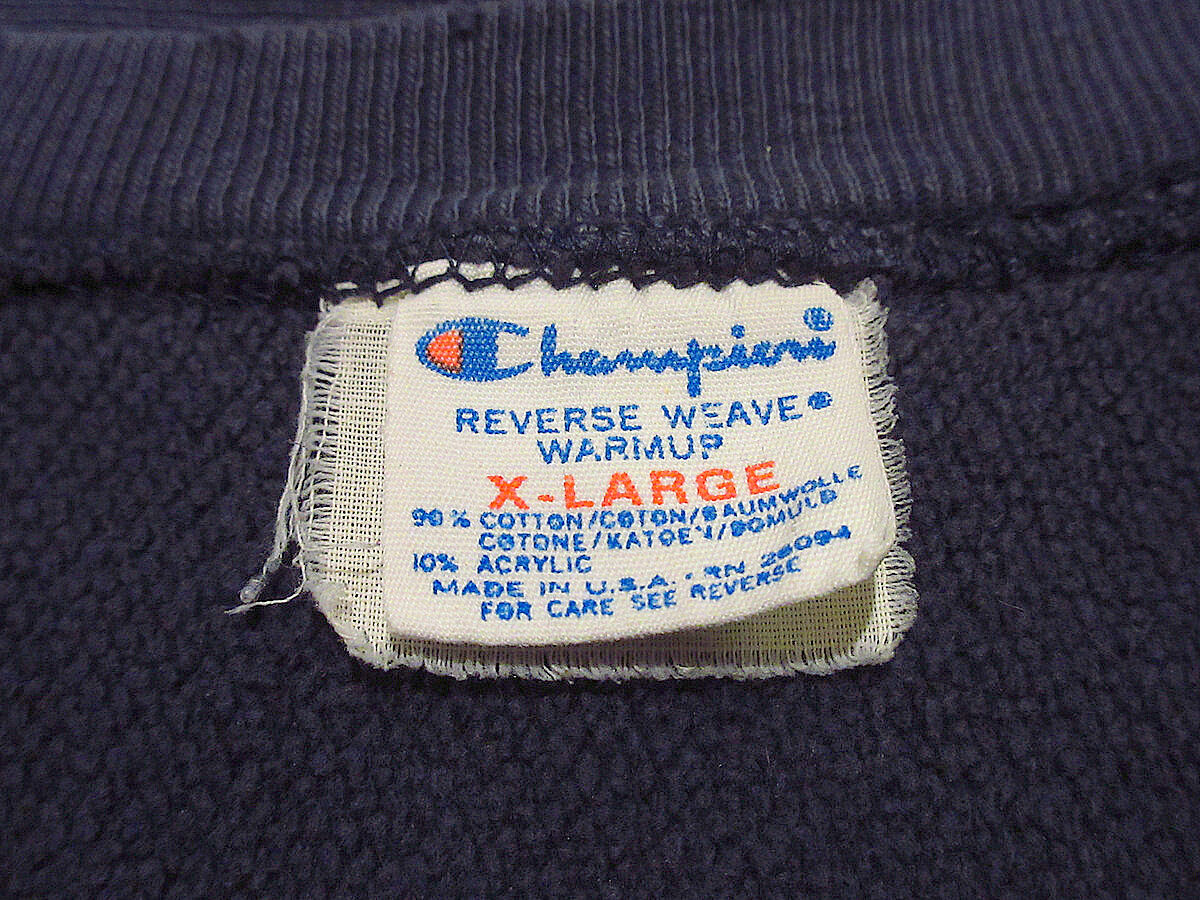 Champion®
REVERSE WEAVE®
WARMUP
X-LARGE
90% COTTON/COTON/BAUMWOLLE
COTONE/KATOEN/BOMULD
10% ACRYLIC
MADE IN U.S.A. • RN 26094
FOR CARE SEE REVERSE